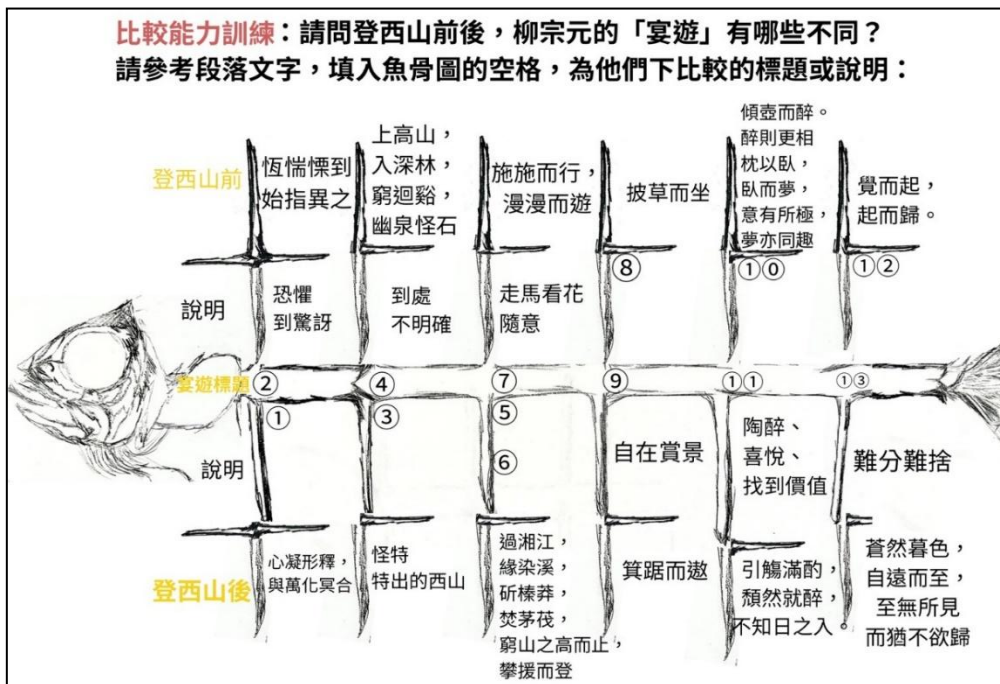 比較能力訓練：請問登西山前後，柳宗元的「宴遊」有哪些不同？
請參考段落文字，填入魚骨圖的空格，為他們下比較的標題或說明：
登西山前
恆惴慄到
始指異之
上高山，
入深林，
窮迴谿，
幽泉怪石
施施而行，
漫漫而遊
披草而坐
傾壺而醉。
醉則更相
枕以臥，
臥而夢，
意有所極，
夢亦同趣
覺而起，
起而歸。
說明
恐懼
到驚訝
到處
不明確
走馬看花
隨意
⑧
①⓪
①②
宴遊標題
②
④
⑦
⑨
①①
①③
說明
①
③
⑤
⑥
自在賞景
陶醉、
喜悅、
找到價值
難分難捨
登西山後
心凝形釋，
與萬化冥合
怪特
特出的西山
過湘江，
緣染溪，
斫榛莽，
焚茅茷，
窮山之高而止，
攀援而登
箕踞而遨
引觴滿酌，
頹然就醉，
不知日之入。
蒼然暮色，
自遠而至，
至無所見
而猶不欲歸